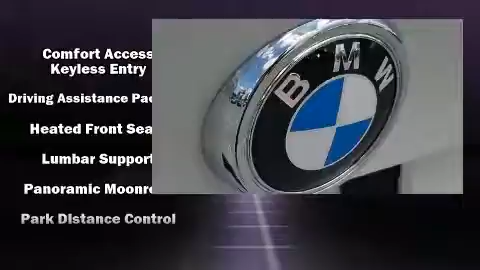 Comfort Access
Keyless Entry
Driving Assistance Pac
Heated Front Sea
Lumbar Support
Panoramic Moonro
Park Distance Control
BMW